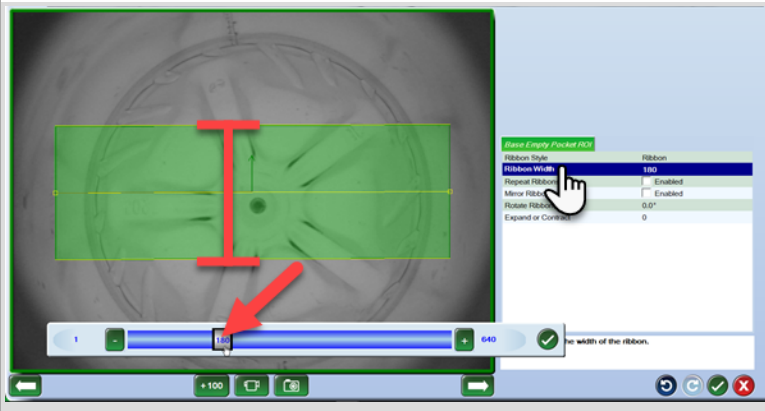 Base Empty Pocket ROI
Ribbon Style Ribbon
Ribbon Width 180
Repeat Ribbon Enabled
Mirror Enabled
Rotate Ribbon 0.0°
Expand or Contract 0
1 - 180 + 640
he width of the ribbon.
+100